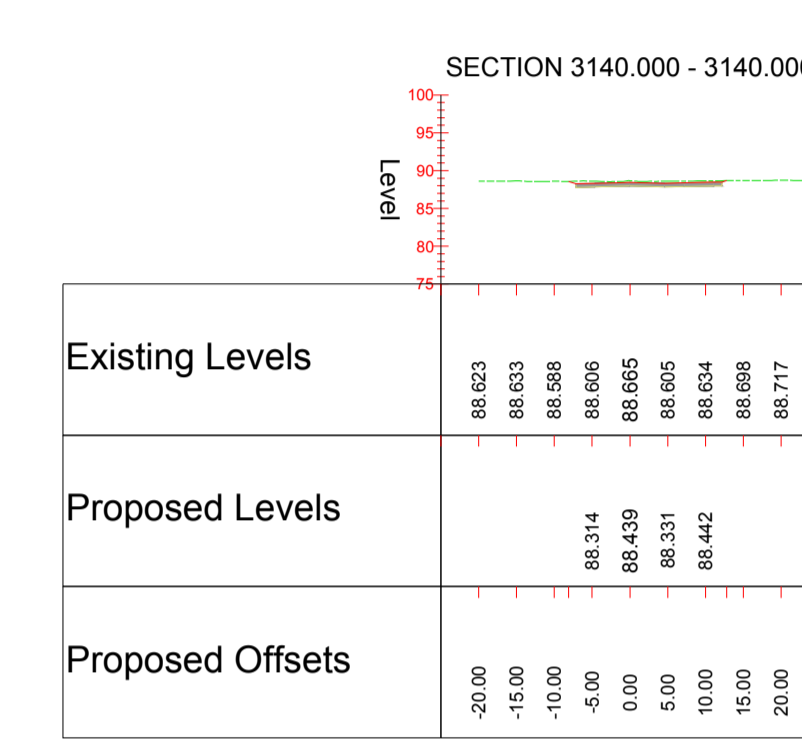 SECTION 3140.000 - 3140.000
100
95
90
85
80
75
Level
Existing Levels
88.623 88.633 88.588 88.606 88.665 88.605 88.634 88.698 88.717
Proposed Levels
88.314 88.439 88.331 88.442
Proposed Offsets
-20.00 -15.00 -10.00 -5.00 0.00 5.00 10.00 15.00 20.00